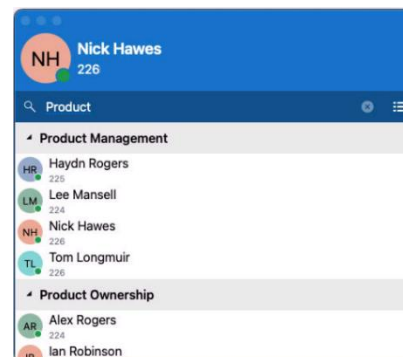 NH
Nick Hawes
226
Product
Product Management
HR
Haydn Rogers
225
LM
Lee Mansell
224
NH
Nick Hawes
226
TL
Tom Longmuir
226
Product Ownership
AR
Alex Rogers
224
IR
Ian Robinson